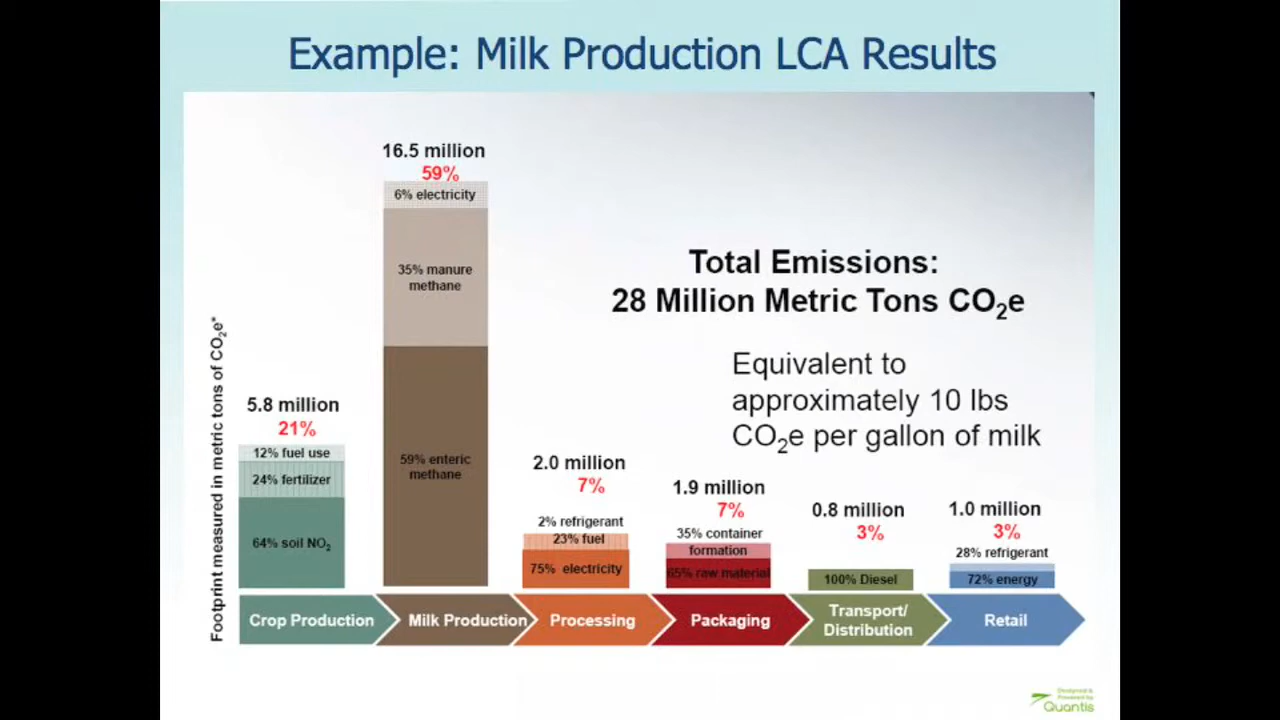 Example: Milk Production LCA Results
16.5 million
59%
6% electricity
35% manure
methane
59% enteric
methane
Total Emissions:
28 Million Metric Tons CO₂e
Equivalent to
approximately 10 lbs
CO₂e per gallon of milk
Footprint measured in metric tons of CO₂e*
5.8 million
21%
12% fuel use
24% fertilizer
64% soil NO₂
2.0 million
7%
2% refrigerant
23% fuel
75% electricity
1.9 million
7%
35% container
formation
65% raw material
0.8 million
3%
100% Diesel
1.0 million
3%
28% refrigerant
72% energy
Crop Production
Milk Production
Processing
Packaging
Transport/
Distribution
Retail
Designed &
Powered by
Quantis